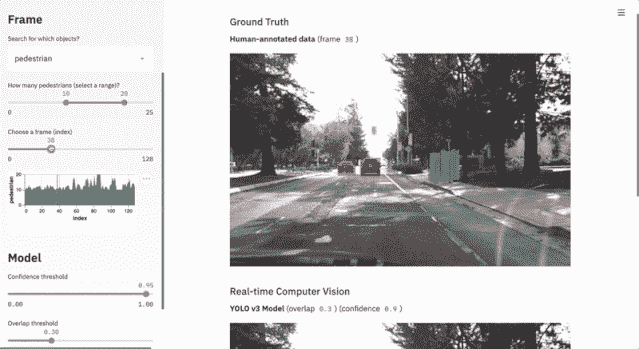 Frame
Search for which objects?
pedestrian
How many pedestrians (select a range)?
10 20
0 25
Choose a frame (index)
38
0 128
pedestrian
20
10
0
0 20 40 60 80 100 120
index
Model
Confidence threshold
0.95
0.00 1.00
Overlap threshold
0.30
Ground Truth
Human-annotated data (frame 38 )
Real-time Computer Vision
YOLO v3 Model (overlap 0.3 ) (confidence 0.9 )